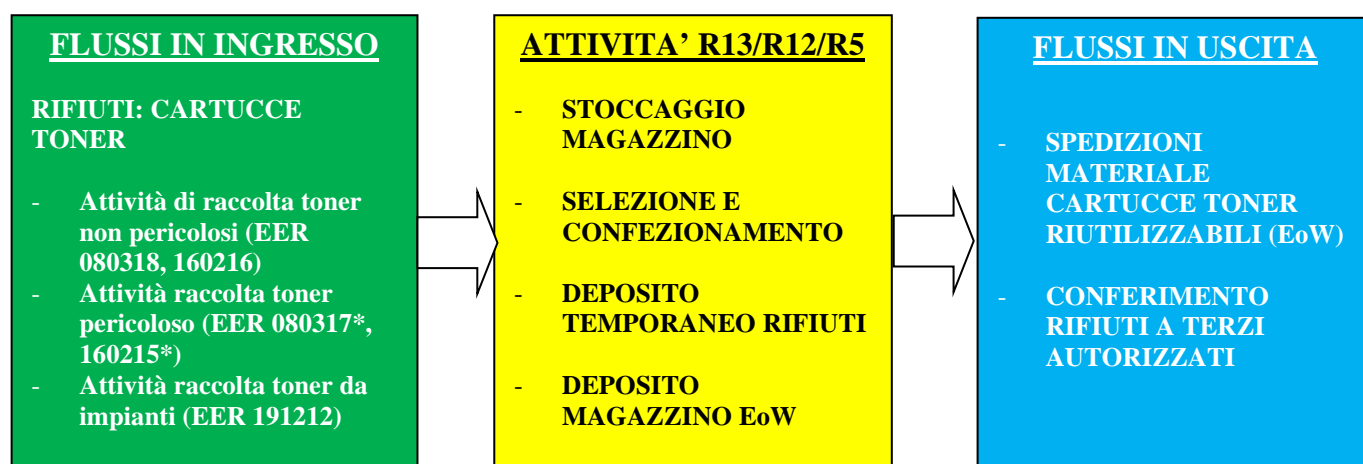 FLUSSI IN INGRESSO
RIFIUTI: CARTUCCE
TONER
- Attività di raccolta toner
non pericolosi (EER
080318, 160216)
- Attività raccolta toner
pericoloso (EER 080317*,
160215*)
- Attività raccolta toner da
impianti (EER 191212)
ATTIVITA’ R13/R12/R5
- STOCCAGGIO
MAGAZZINO
- SELEZIONE E
CONFEZIONAMENTO
- DEPOSITO
TEMPORANEO RIFIUTI
- DEPOSITO
MAGAZZINO EoW
FLUSSI IN USCITA
- SPEDIZIONI
MATERIALE
CARTUCCE TONER
RIUTILIZZABILI (EoW)
- CONFERIMENTO
RIFIUTI A TERZI
AUTORIZZATI